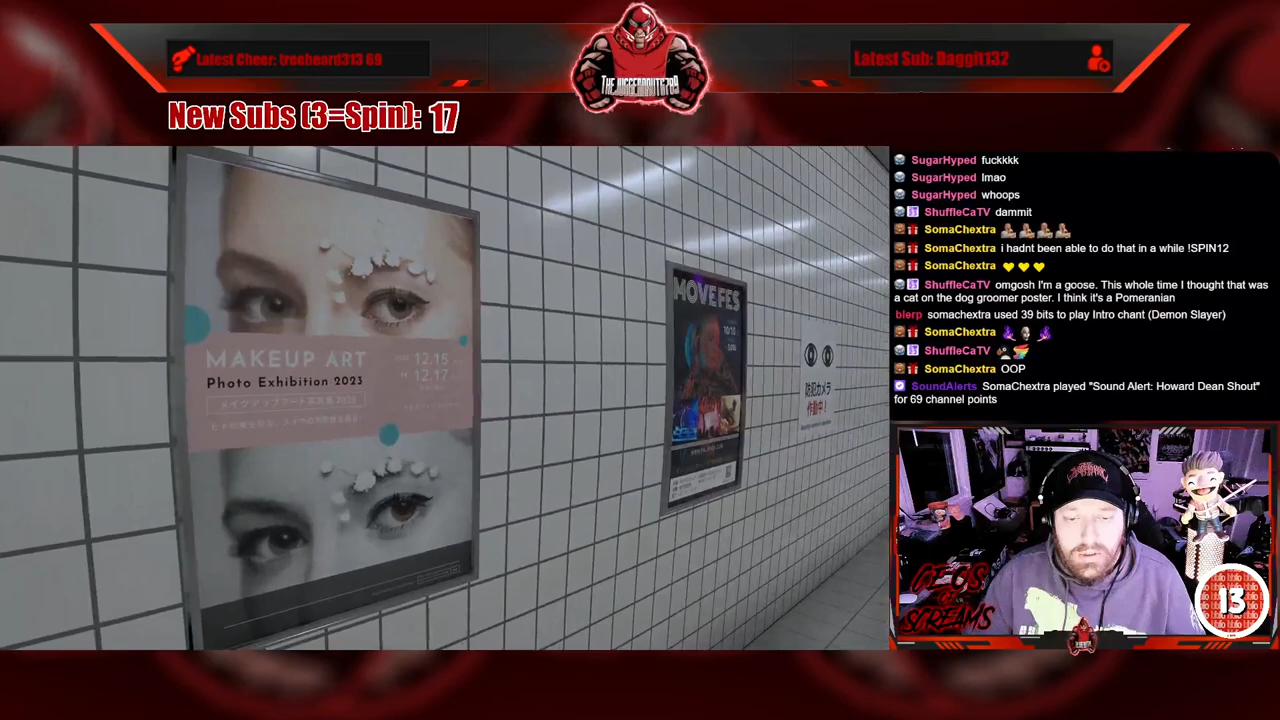 Latest Cheer: treebeard313 69
THEJUGGERNAUT6789
Latest Sub: Daggit132
New Subs (3=Spin): 17
MAKEUP ART
Photo Exhibition 2023
12.15
12.17
MOVE FES
防犯カメラ
作動中!
SugarHyped fuckkkk
SugarHyped lmao
SugarHyped whoops
ShuffleCaTV dammit
SomaChextra
SomaChextra i hadnt been able to do that in a while !SPIN12
SomaChextra
ShuffleCaTV omgosh I'm a goose. This whole time I thought that was
a cat on the dog groomer poster. I think it's a Pomeranian
blerp somachextra used 39 bits to play Intro chant (Demon Slayer)
SomaChextra
ShuffleCaTV
SomaChextra OOP
SoundAlerts SomaChextra played "Sound Alert: Howard Dean Shout"
for 69 channel points
SCREAMS
13